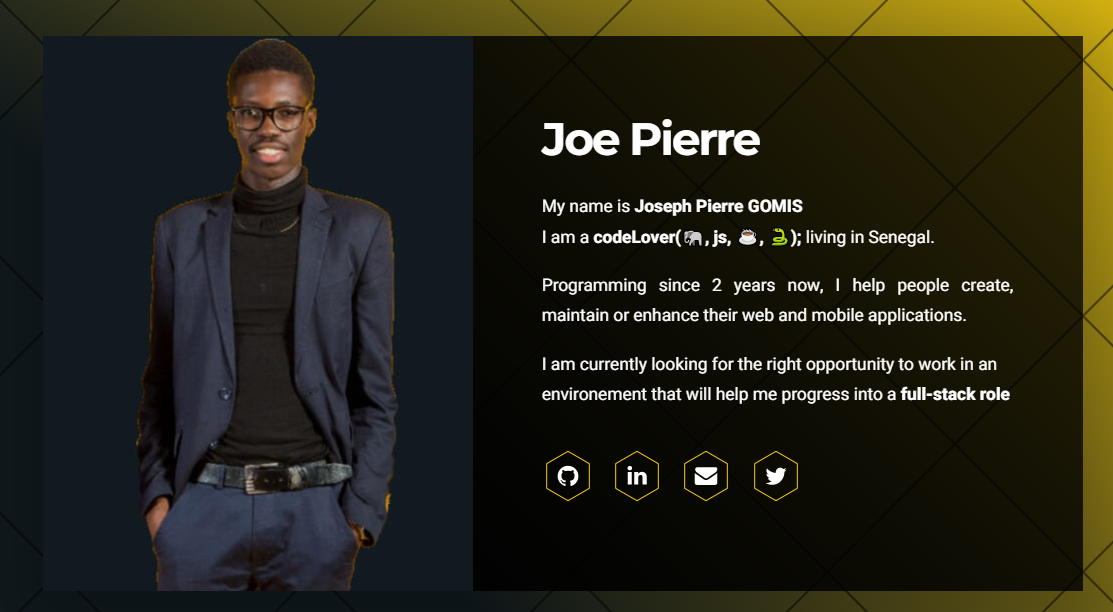 Joe Pierre
My name is Joseph Pierre GOMIS
I am a codeLover(🐘, js, ☕, 🐍); living in Senegal.
Programming since 2 years now, I help people create,
maintain or enhance their web and mobile applications.
I am currently looking for the right opportunity to work in an
environement that will help me progress into a full-stack role
in